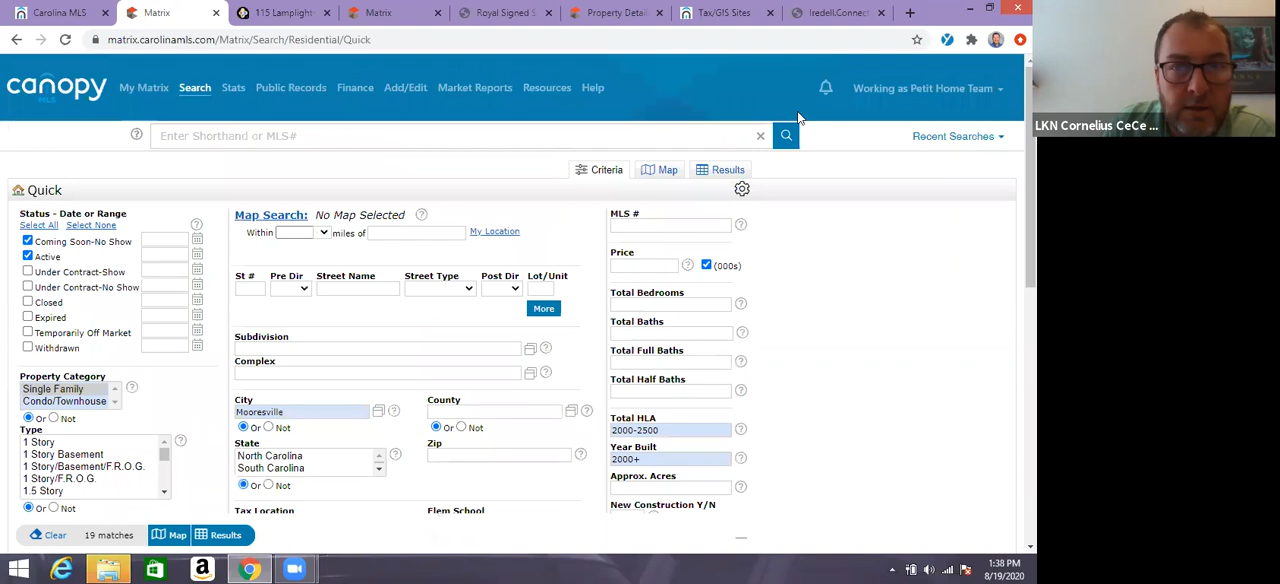 Carolina MLS
Matrix
115 Lamplight
Matrix
Royal Signed S
Property Detail
Tax/GIS Sites
Iredell.Connect
matrix.carolinamls.com/Matrix/Search/Residential/Quick
LKN Cornelius CeCe ...
canopy
MLS
My Matrix Search Stats Public Records Finance Add/Edit Market Reports Resources Help
Working as Petit Home Team
Enter Shorthand or MLS#
Recent Searches
Criteria Map Results
Quick
Status - Date or Range
Select All Select None
Coming Soon-No Show
Active
Under Contract-Show
Under Contract-No Show
Closed
Expired
Temporarily Off Market
Withdrawn
Property Category
Single Family
Condo/Townhouse
Or Not
Type
1 Story
1 Story Basement
1 Story/Basement/F.R.O.G.
1 Story/F.R.O.G.
1.5 Story
Or Not
Map Search: No Map Selected
Within miles of My Location
St # Pre Dir Street Name Street Type Post Dir Lot/Unit
More
Subdivision
Complex
City County
Mooresville
Or Not Or Not
State Zip
North Carolina
South Carolina
Or Not
Tax Location Elem School
MLS #
Price
(000s)
Total Bedrooms
Total Baths
Total Full Baths
Total Half Baths
Total HLA
2000-2500
Year Built
2000+
Approx. Acres
New Construction Y/N
Clear 19 matches Map Results
1:38 PM
8/19/2020